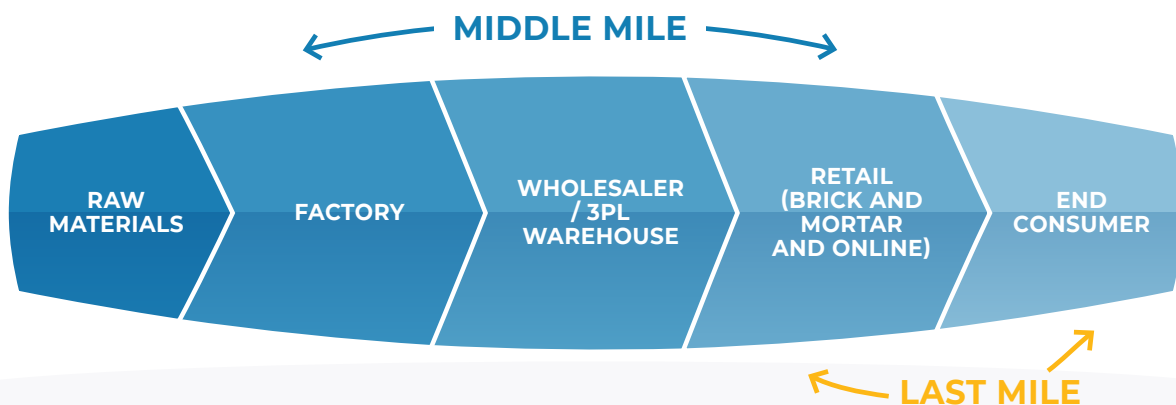 MIDDLE MILE
RAW
MATERIALS
FACTORY
WHOLESALER
/ 3PL
WAREHOUSE
RETAIL
(BRICK AND
MORTAR
AND ONLINE)
END
CONSUMER
LAST MILE